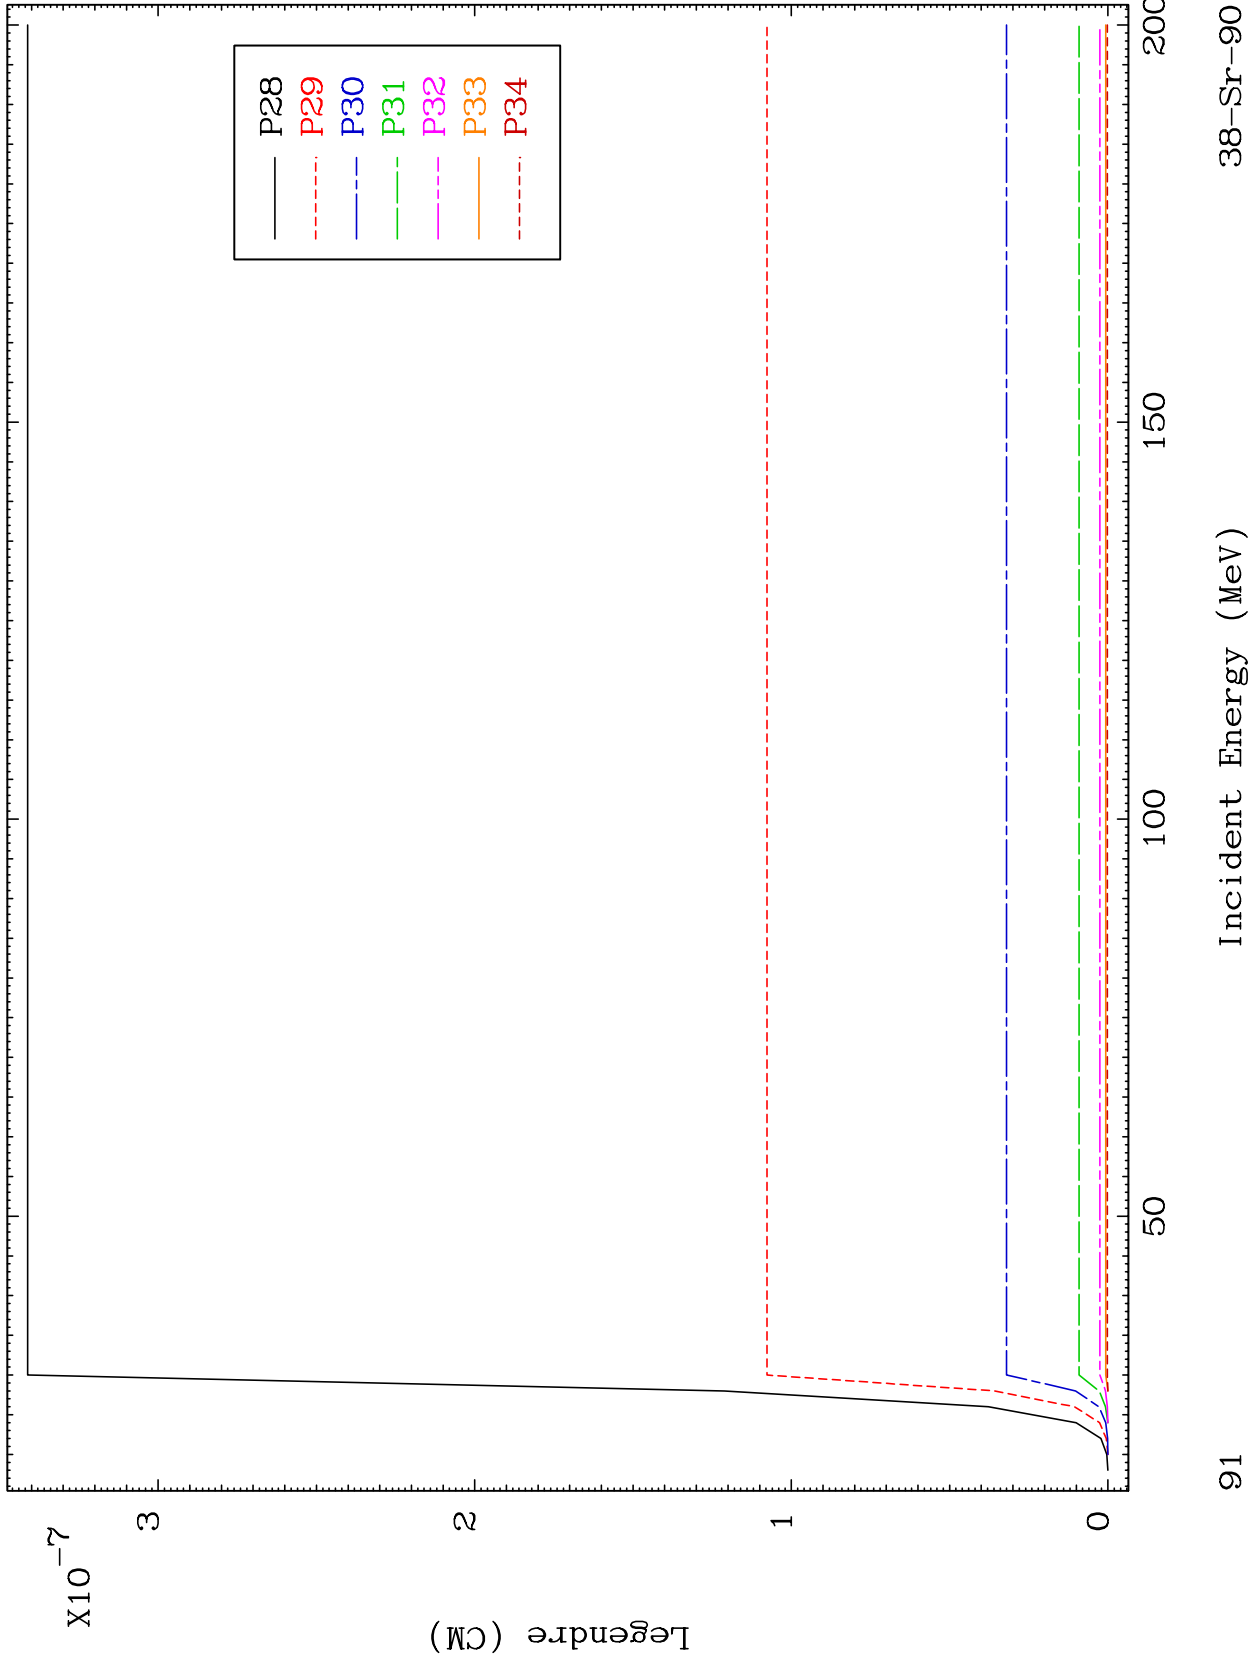 X10-7
3
2
1
0
Legendre (CM)
P28
P29
P30
P31
P32
P33
P34
50
100
150
200
Incident Energy (MeV)
91
38-Sr-90